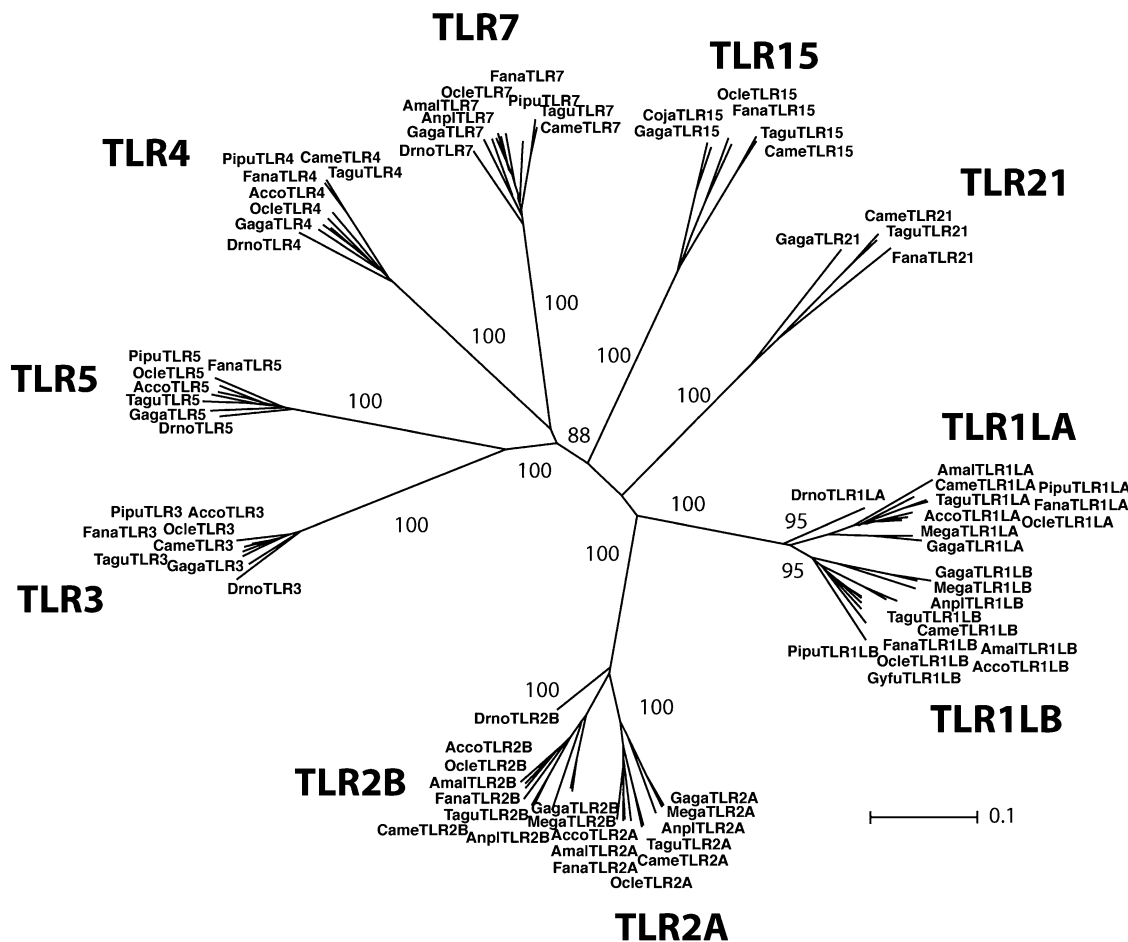 TLR7
FanaTLR7
OcleTLR7
PipuTLR7
AmalTLR7
TaguTLR7
AnplTLR7
CameTLR7
GagaTLR7
DrnoTLR7
TLR15
OcleTLR15
FanaTLR15
CojaTLR15
GagaTLR15
TaguTLR15
CameTLR15
TLR4
PipuTLR4 CameTLR4
FanaTLR4 TaguTLR4
AccoTLR4
OcleTLR4
GagaTLR4
DrnoTLR4
TLR21
CameTLR21
TaguTLR21
GagaTLR21
FanaTLR21
100
100
100
100
TLR5
PipuTLR5
FanaTLR5
OcleTLR5
AccoTLR5
TaguTLR5
GagaTLR5
DrnoTLR5
100
88
100
TLR1LA
AmalTLR1LA
CameTLR1LA PipuTLR1LA
DrnoTLR1LA
TaguTLR1LA FanaTLR1LA
AccoTLR1LA OcleTLR1LA
MegaTLR1LA
GagaTLR1LA
100
95
PipuTLR3 AccoTLR3
FanaTLR3 OcleTLR3
CameTLR3
TaguTLR3 GagaTLR3
DrnoTLR3
TLR3
100
100
95
GagaTLR1LB
MegaTLR1LB
AnplTLR1LB
TaguTLR1LB
CameTLR1LB
PipuTLR1LB FanaTLR1LB AmalTLR1LB
OcleTLR1LB AccoTLR1LB
GyfuTLR1LB
TLR1LB
100
100
DrnoTLR2B
TLR2B
AccoTLR2B
OcleTLR2B
AmalTLR2B
FanaTLR2B
TaguTLR2B
CameTLR2B
AnplTLR2B
GagaTLR2B
MegaTLR2B
AccoTLR2A
AmalTLR2A
FanaTLR2A
OcleTLR2A
GagaTLR2A
MegaTLR2A
AnplTLR2A
TaguTLR2A
CameTLR2A
TLR2A
0.1